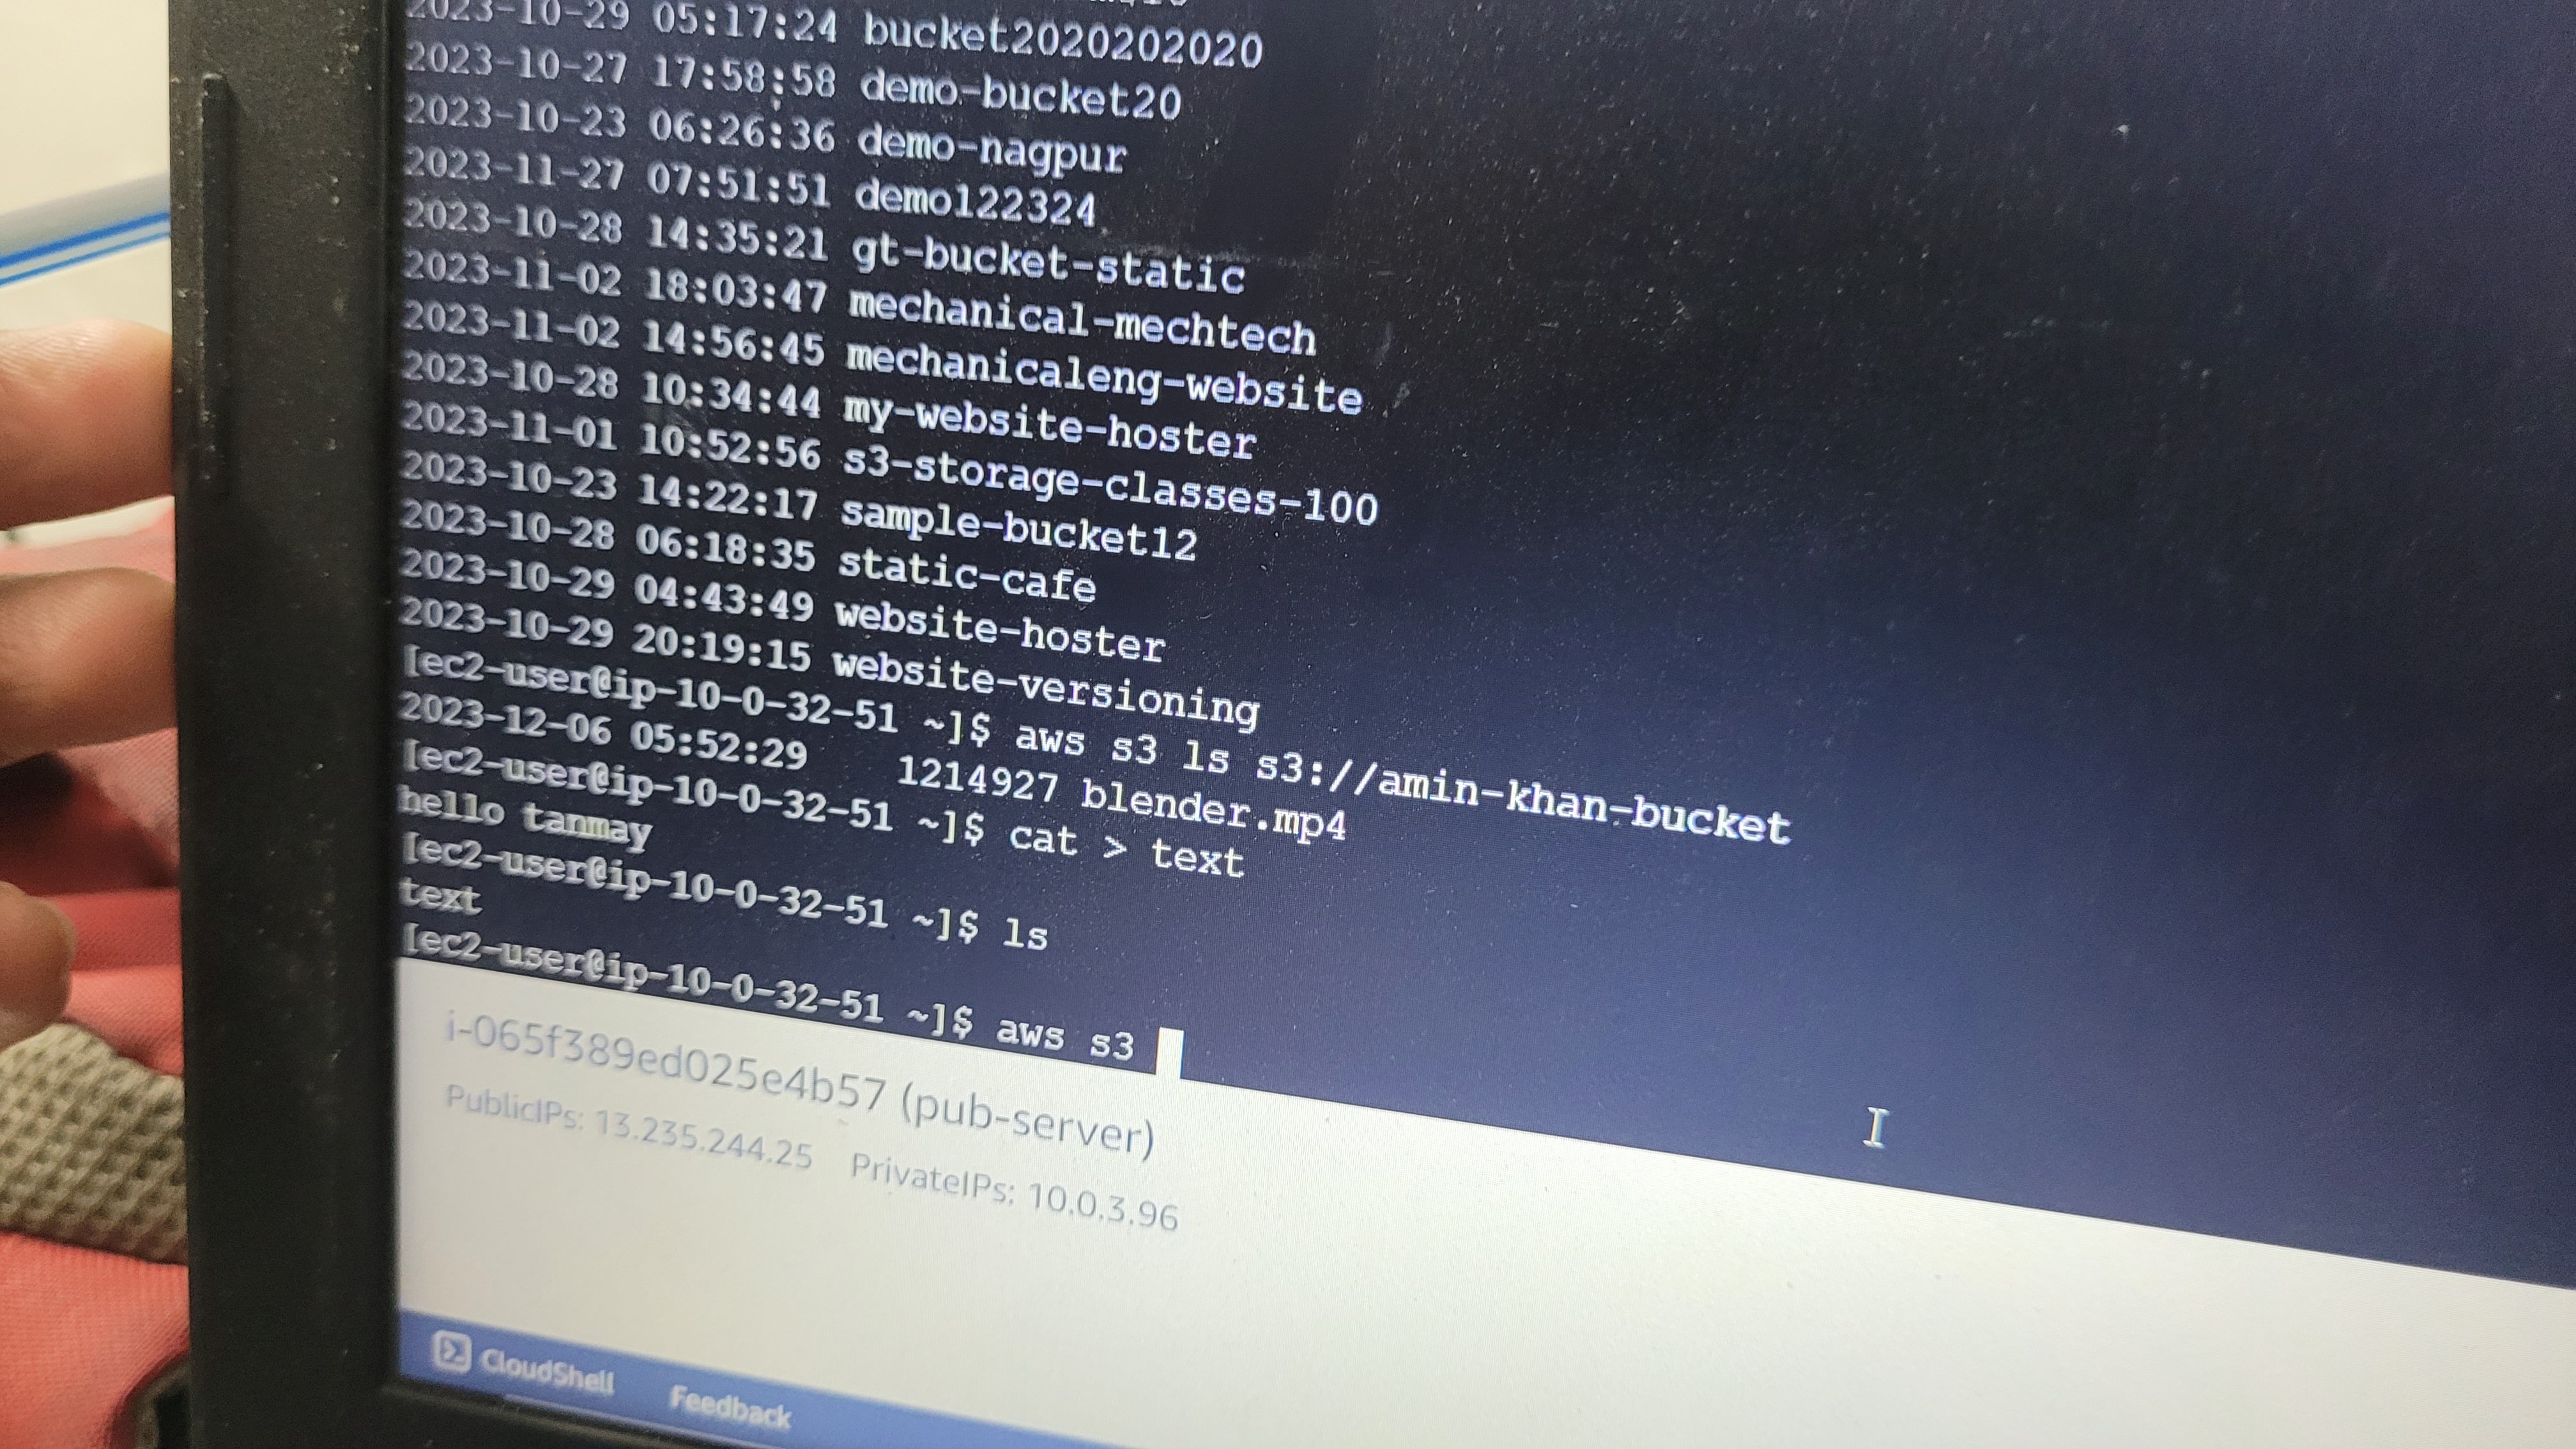 2023-10-29 05:17:24 bucket2020202020
2023-10-27 17:58:58 demo-bucket20
2023-10-23 06:26:36 demo-nagpur
2023-11-27 07:51:51 demo122324
2023-10-28 14:35:21 gt-bucket-static
2023-11-02 18:03:47 mechanical-mechtech
2023-11-02 14:56:45 mechanicaleng-website
2023-10-28 10:34:44 my-website-hoster
2023-11-01 10:52:56 s3-storage-classes-100
2023-10-23 14:22:17 sample-bucket12
2023-10-28 06:18:35 static-cafe
2023-10-29 04:43:49 website-hoster
2023-10-29 20:19:15 website-versioning
[ec2-user@ip-10-0-32-51 ~]$ aws s3 ls s3://amin-khan-bucket
2023-12-06 05:52:29 1214927 blender.mp4
[ec2-user@ip-10-0-32-51 ~]$ cat > text
hello tanmay
[ec2-user@ip-10-0-32-51 ~]$ ls
text
[ec2-user@ip-10-0-32-51 ~]$ aws s3
i-065f389ed025e4b57 (pub-server)
PublicIPs: 13.235.244.25 PrivateIPs: 10.0.3.96
CloudShell Feedback